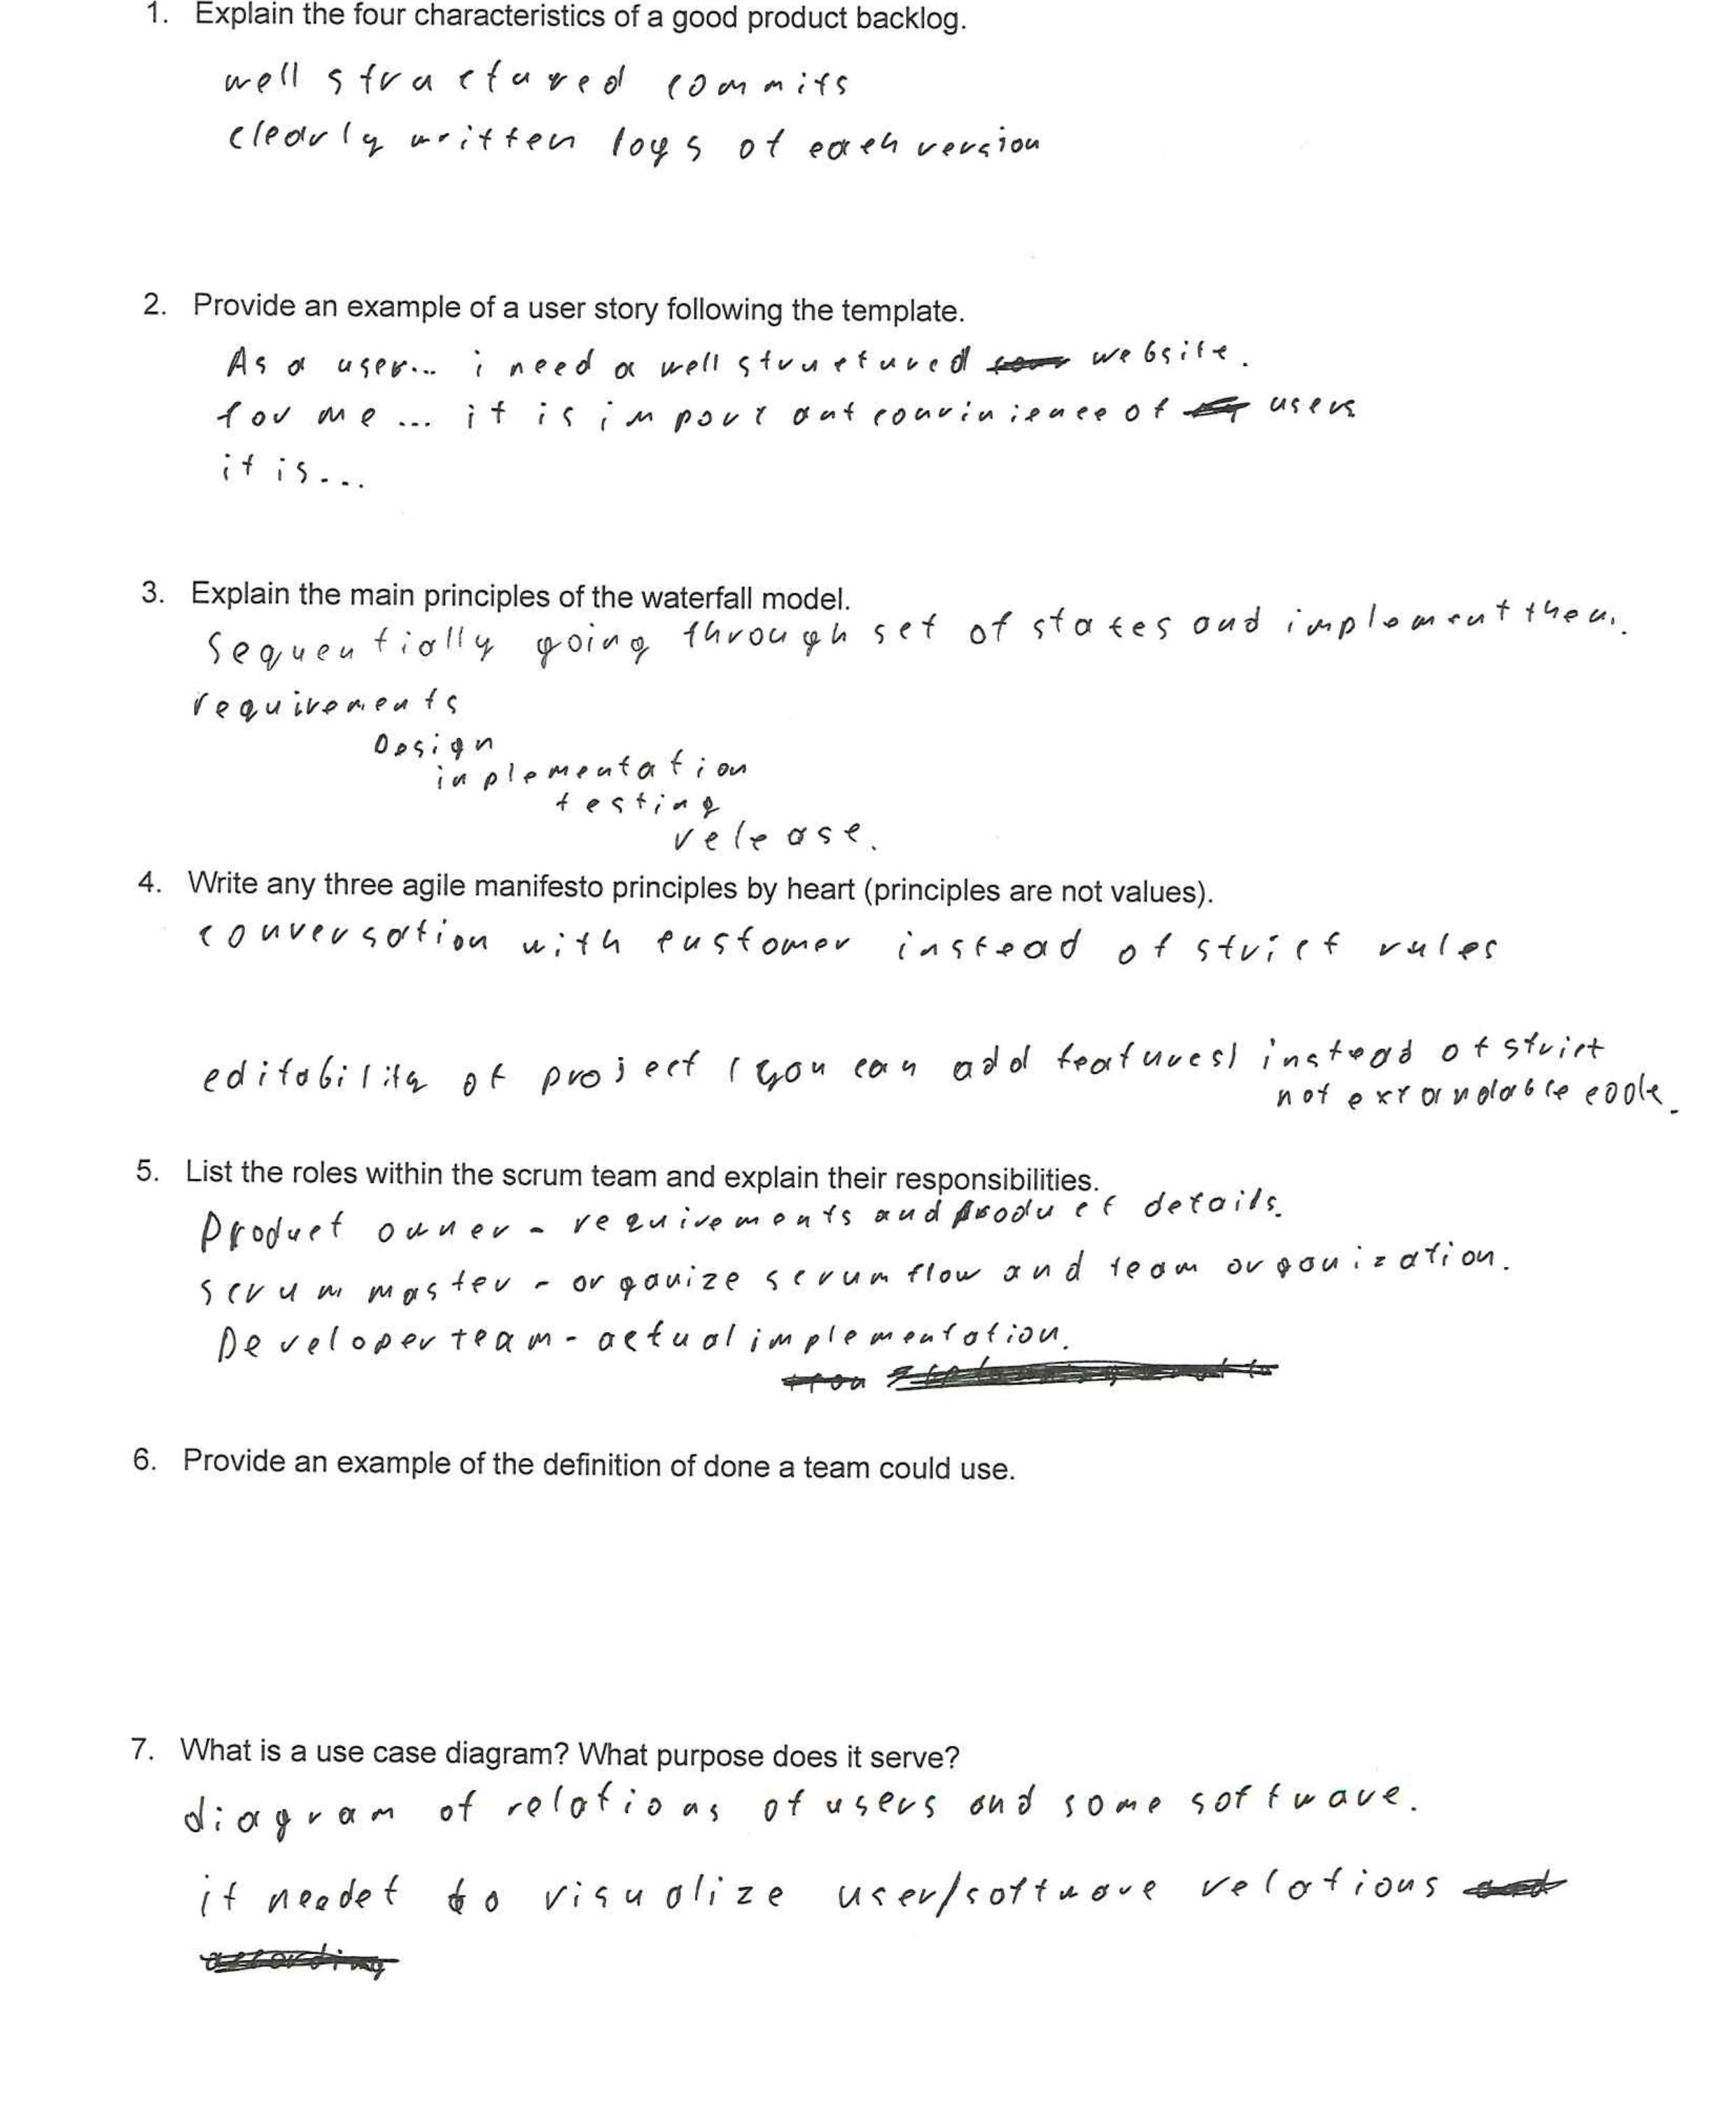 1. Explain the four characteristics of a good product backlog.
well structured commits
clearly written logs of each version
2. Provide an example of a user story following the template.
As a user... i need a well structured website.
for me ... it is important convinience of users
it is...
3. Explain the main principles of the waterfall model.
Sequentially going through set of states and implement them.
requirements
Design
inplementation
testing
release.
4. Write any three agile manifesto principles by heart (principles are not values).
conversation with customer instead of strict rules
editability of project (you can add features) instead of strict
not extandable code.
5. List the roles within the scrum team and explain their responsibilities.
Product owner - requirements and product details.
scrum master - organize scrum flow and team organization.
Developer team - actual implementation.
6. Provide an example of the definition of done a team could use.
7. What is a use case diagram? What purpose does it serve?
diagram of relations of users and some software.
it needet to visualize user/software relations